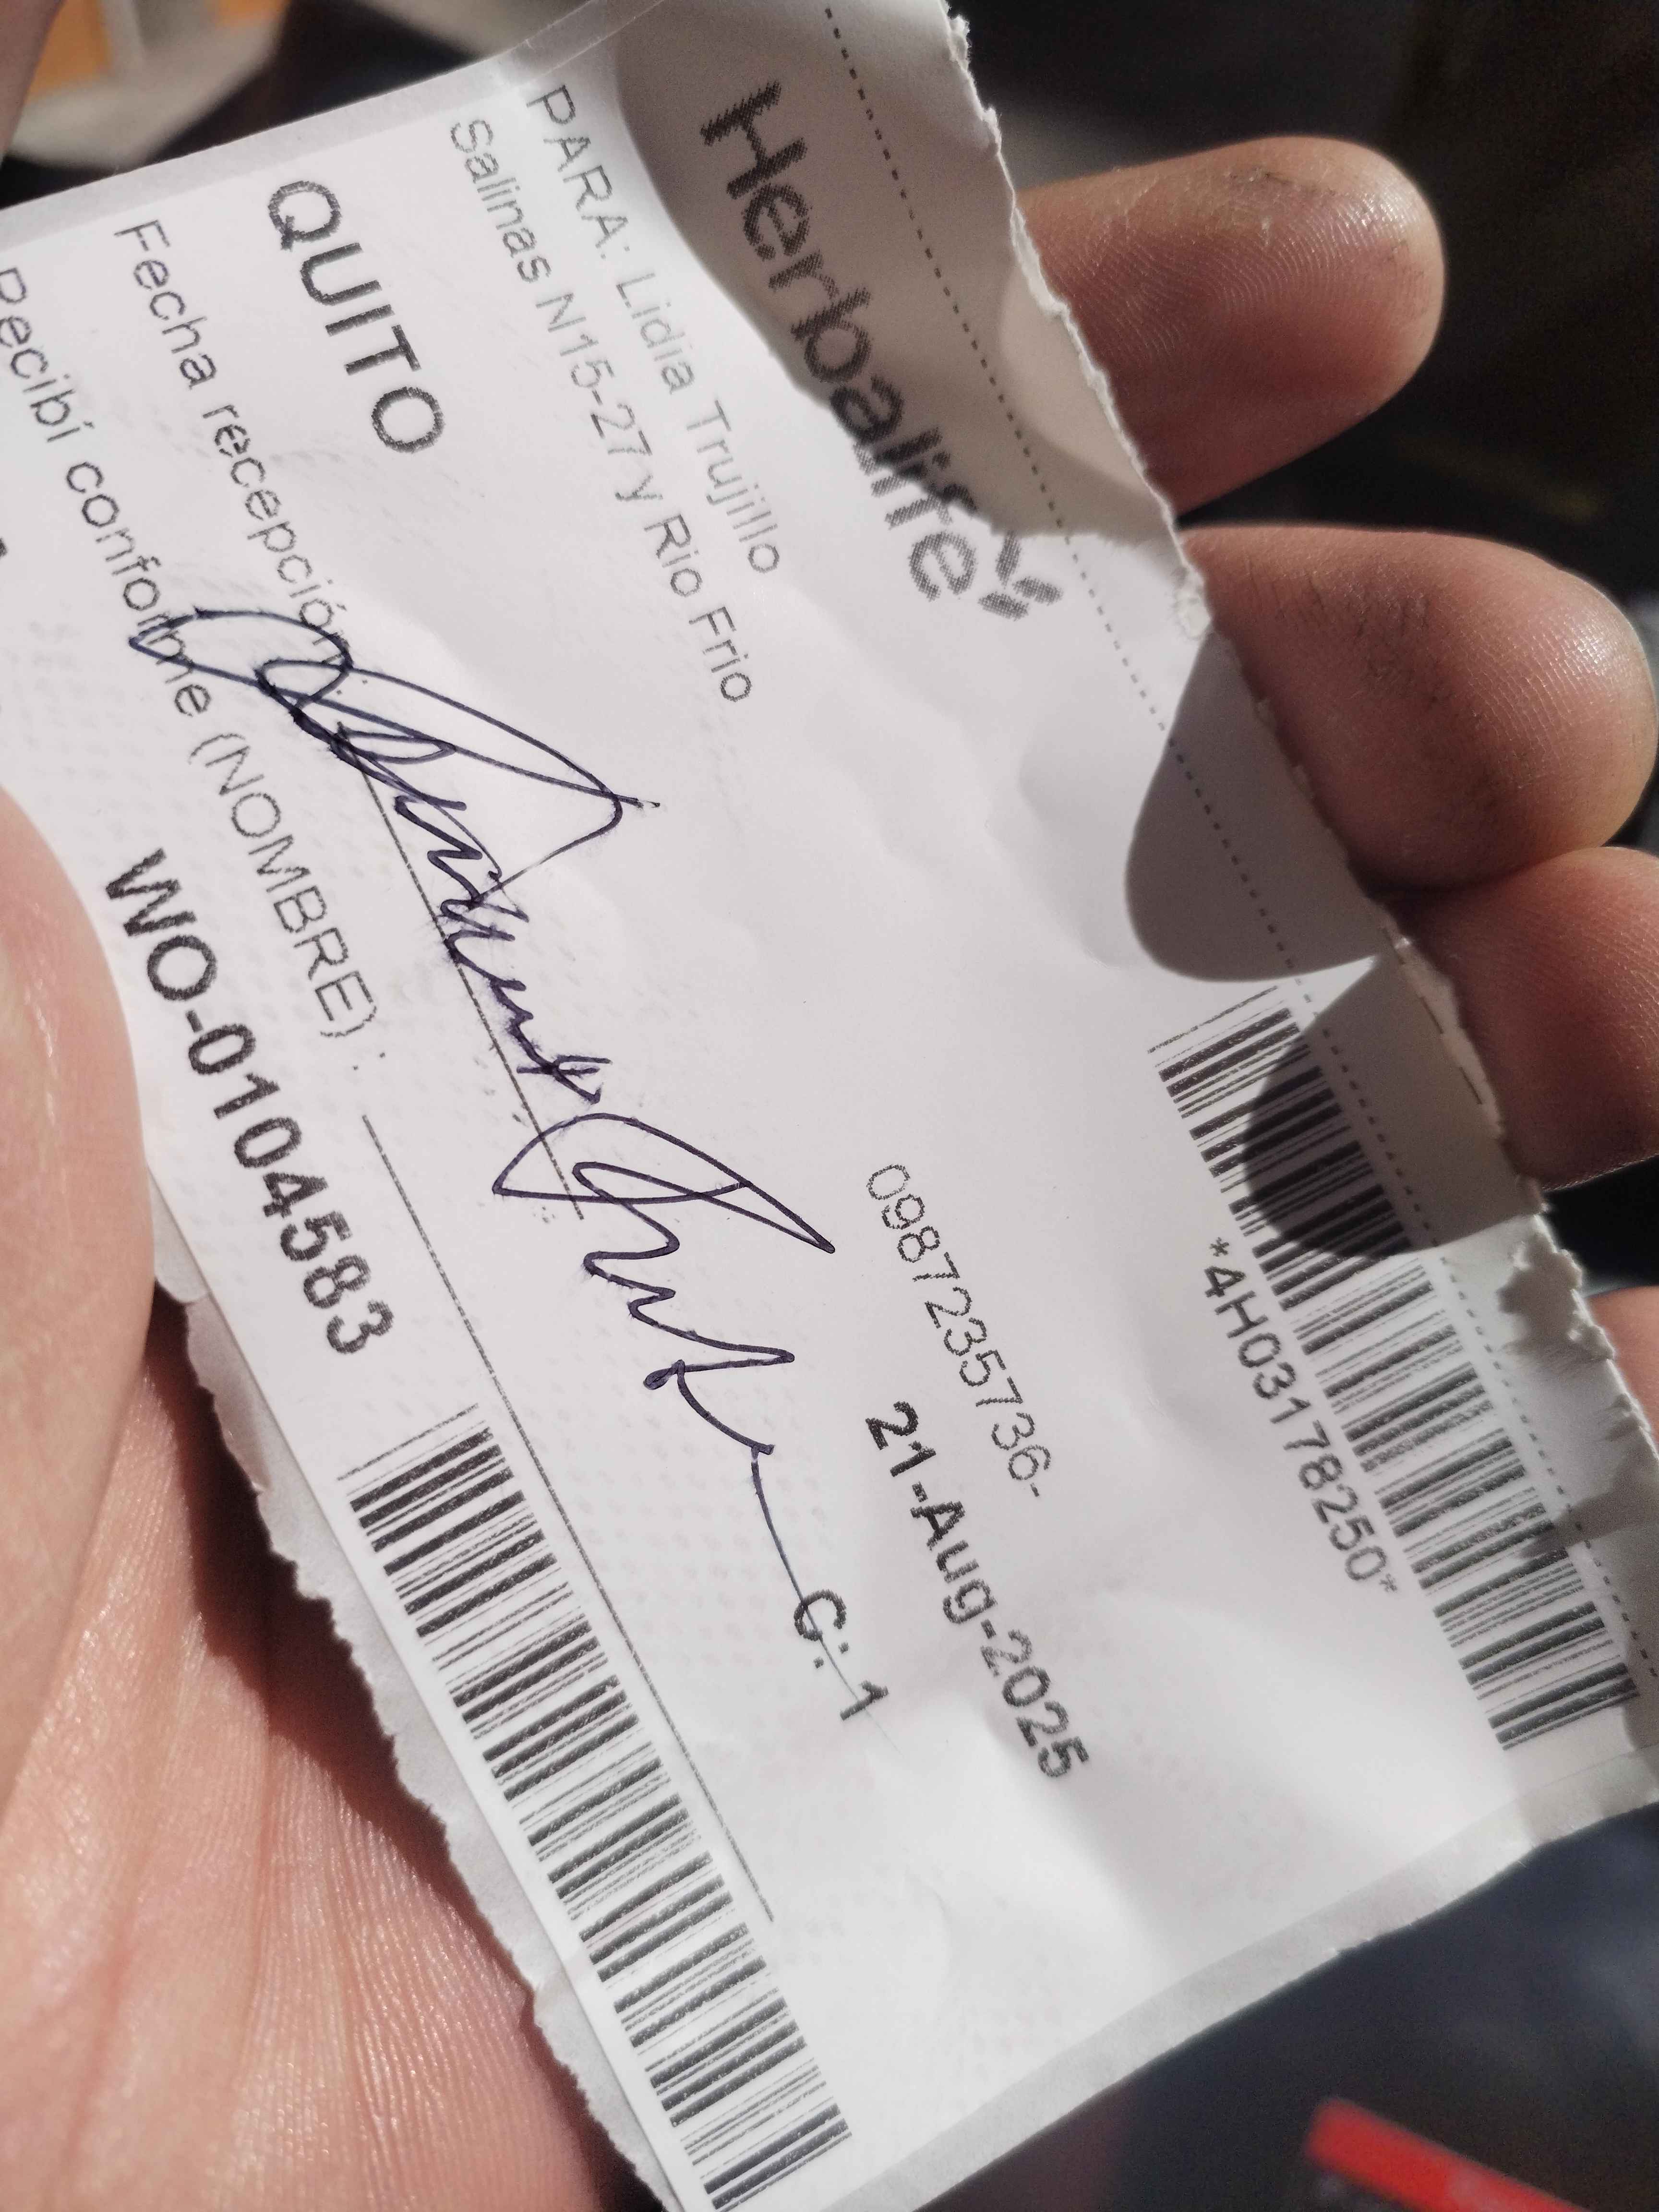 Herbalife
*4H03178250*
PARA: Lidia Trujillo
0987235736-
Salinas N15-27 y Rio Frio
21-Aug-2025
QUITO
G: 1
Fecha recepción:
Recibí conforme (NOMBRE) :
WO-0104583